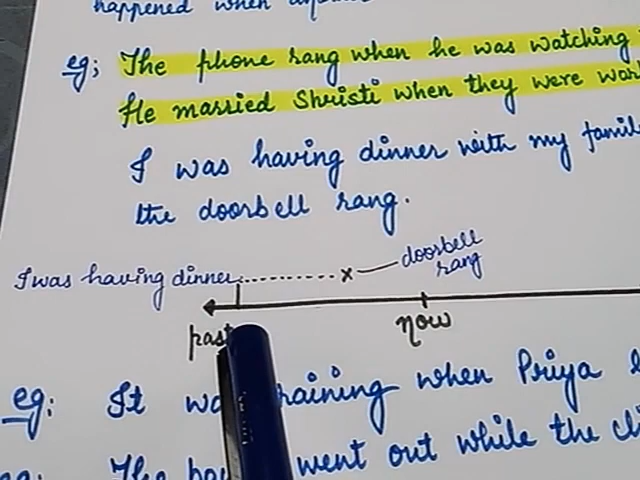 happened when
eg; The phone rang when he was watching
He married Shristi when they were
I was having dinner with my
the doorbell rang.
I was having dinner
doorbell
rang
past
now
eg: It raining when Priya
The went out while the